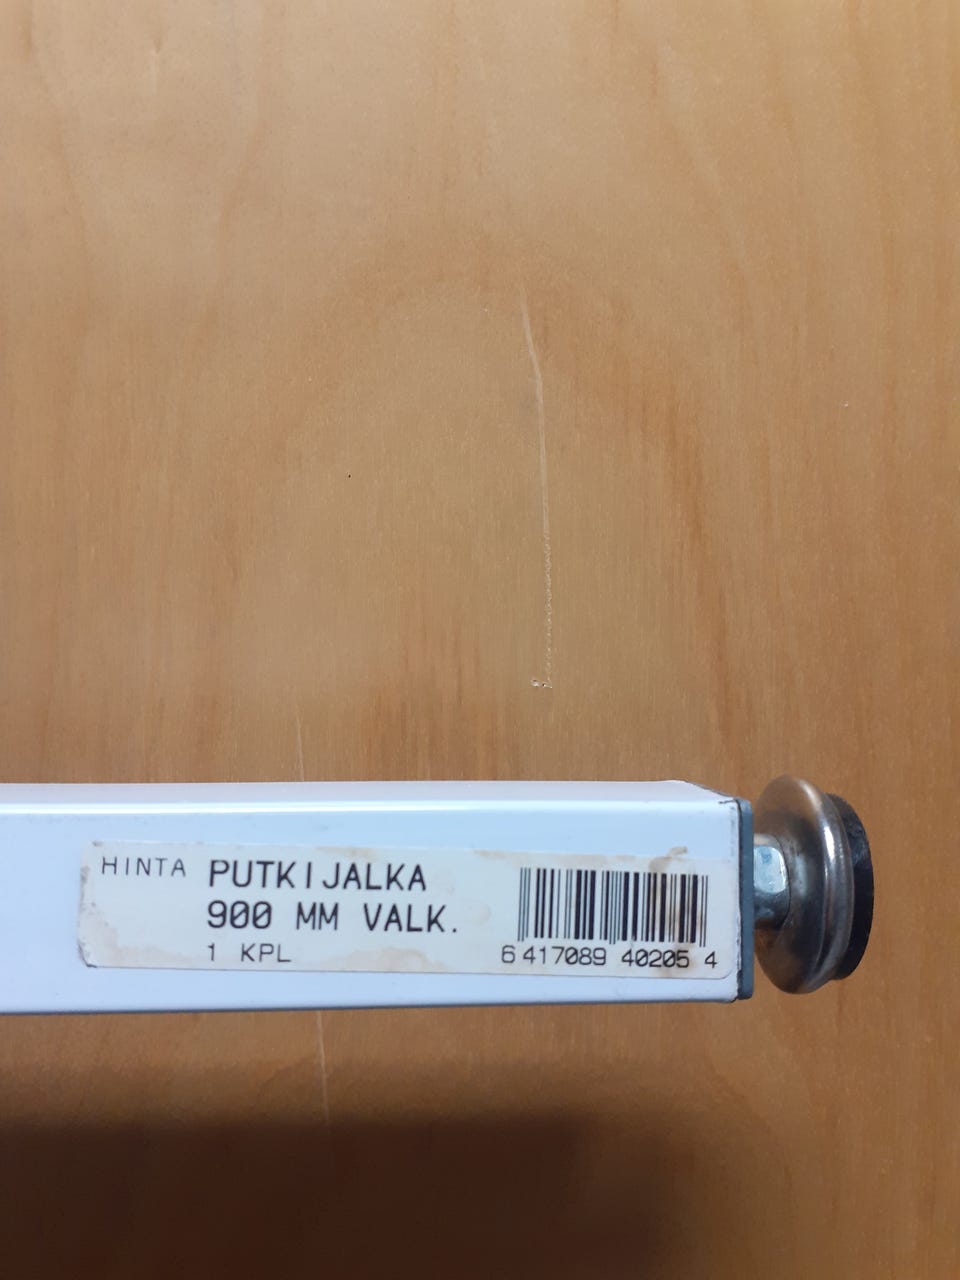 HINTA PUTKIJALKA
900 MM VALK.
1 KPL
6 417089 40205 4